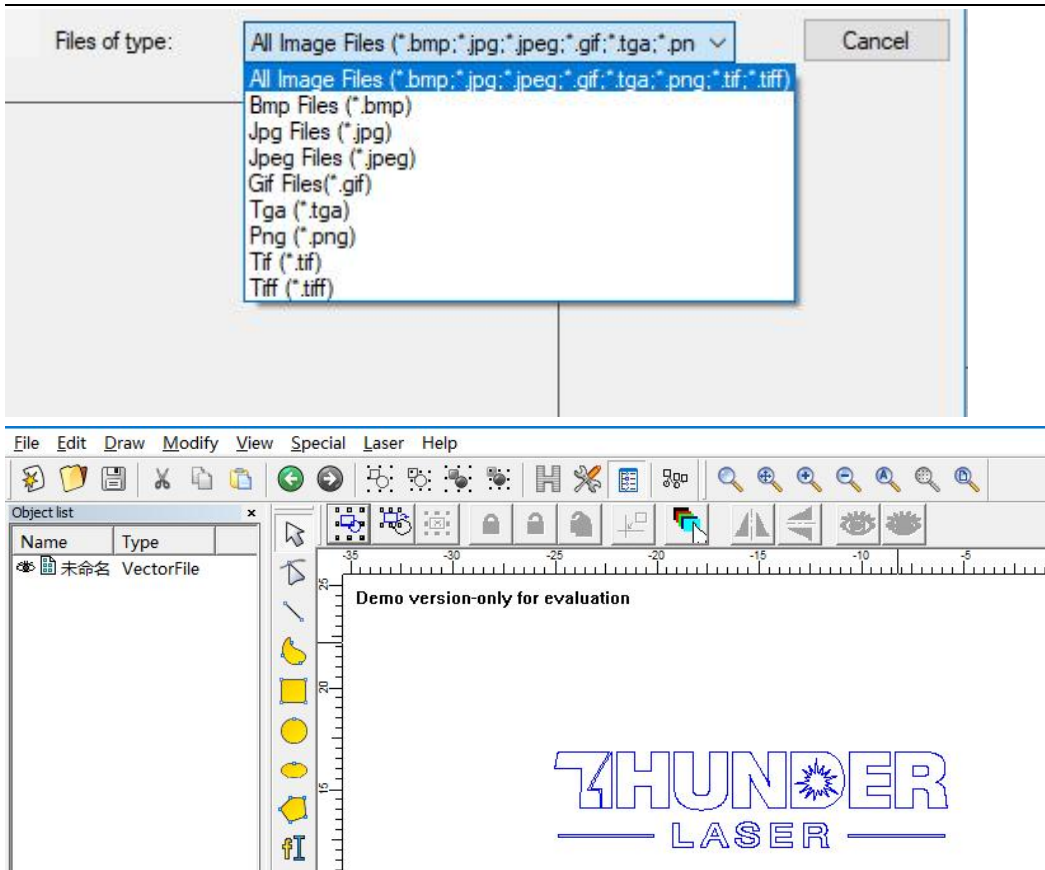 Files of type:
All Image Files (*.bmp;*.jpg;*.jpeg;*.gif;*.tga;*.pn
Cancel
All Image Files (*.bmp;*.jpg;*.jpeg;*.gif;*.tga;*.png;*.tif;*.tiff)
Bmp Files (*.bmp)
Jpg Files (*.jpg)
Jpeg Files (*.jpeg)
Gif Files(*.gif)
Tga (*.tga)
Png (*.png)
Tif (*.tif)
Tiff (*.tiff)
File Edit Draw Modify View Special Laser Help
Object list
Name Type
未命名 VectorFile
-35 -30 -25 -20 -15 -10 -5
25
Demo version-only for evaluation
20
15
THUNDER
LASER